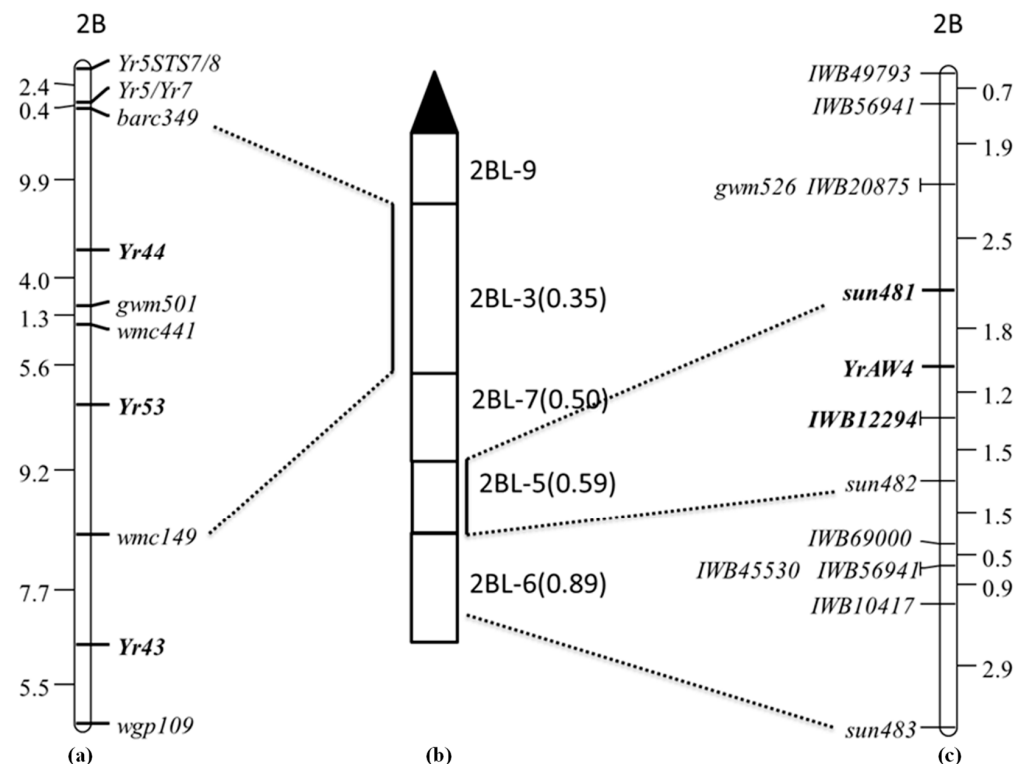 2B
Yr5STS7/8
2.4
Yr5/Yr7
0.4
barc349
9.9
Yr44
4.0
gwm501
1.3
wmc441
5.6
Yr53
9.2
wmc149
7.7
Yr43
5.5
wgp109
(a)
2BL-9
2BL-3(0.35)
2BL-7(0.50)
2BL-5(0.59)
2BL-6(0.89)
(b)
2B
IWB49793
0.7
IWB56941
1.9
gwm526 IWB20875
2.5
sun481
1.8
YrAW4
1.2
IWB12294
1.5
sun482
1.5
IWB69000
0.5
IWB45530 IWB56941
0.9
IWB10417
2.9
sun483
(c)